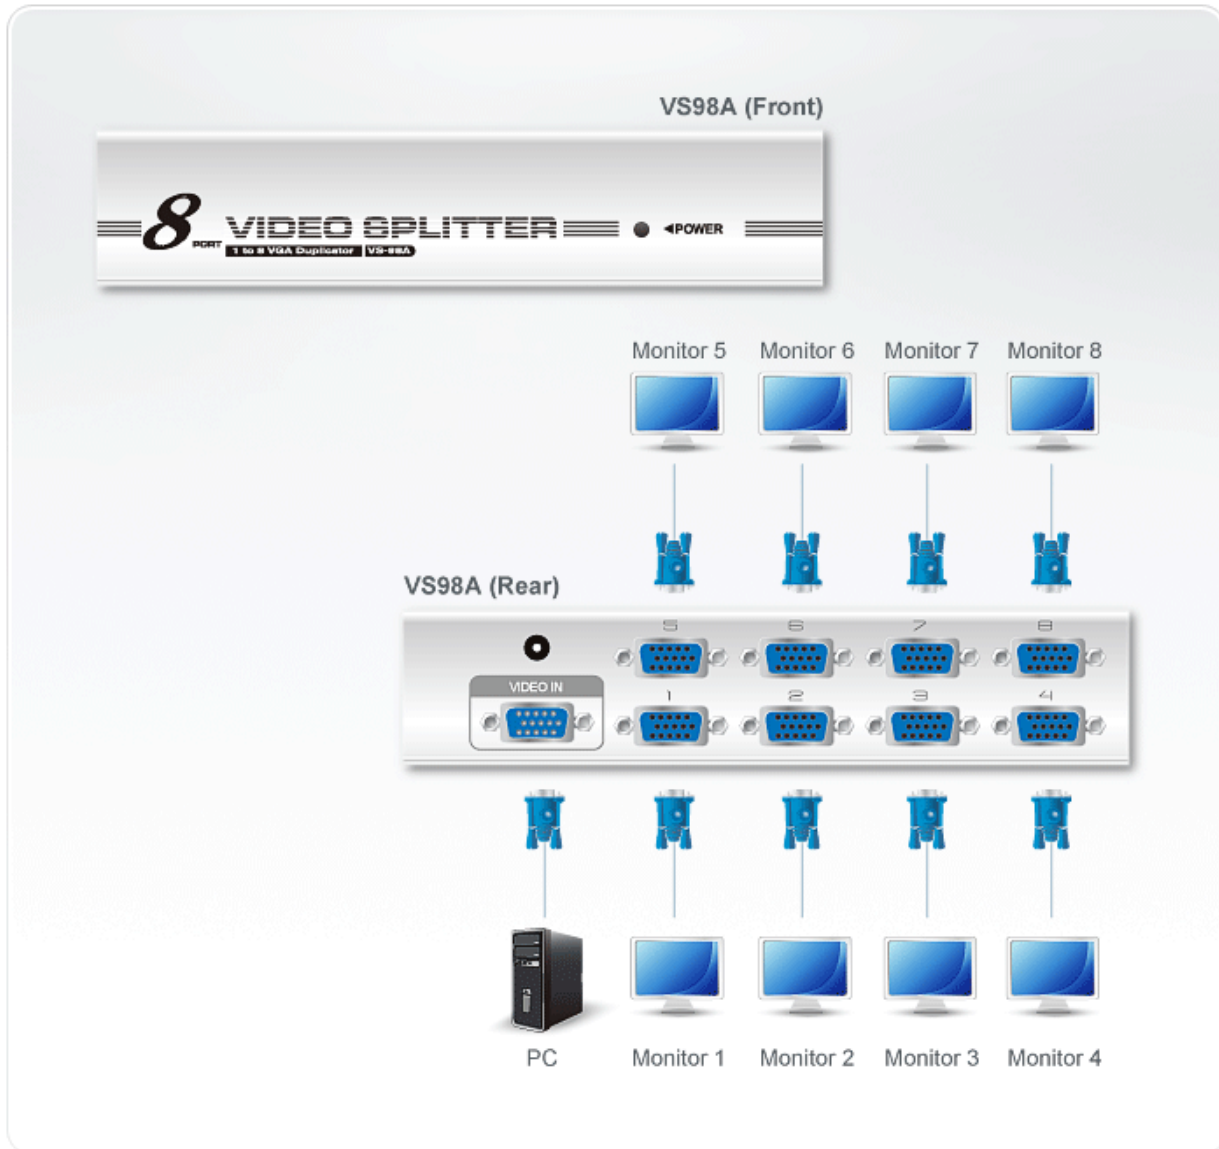 VS98A (Front)
8 PORT VIDEO SPLITTER ◄POWER
1 to 8 VGA Duplicator VS-98A
Monitor 5 Monitor 6 Monitor 7 Monitor 8
VS98A (Rear)
5 6 7 8
VIDEO IN
1 2 3 4
PC Monitor 1 Monitor 2 Monitor 3 Monitor 4